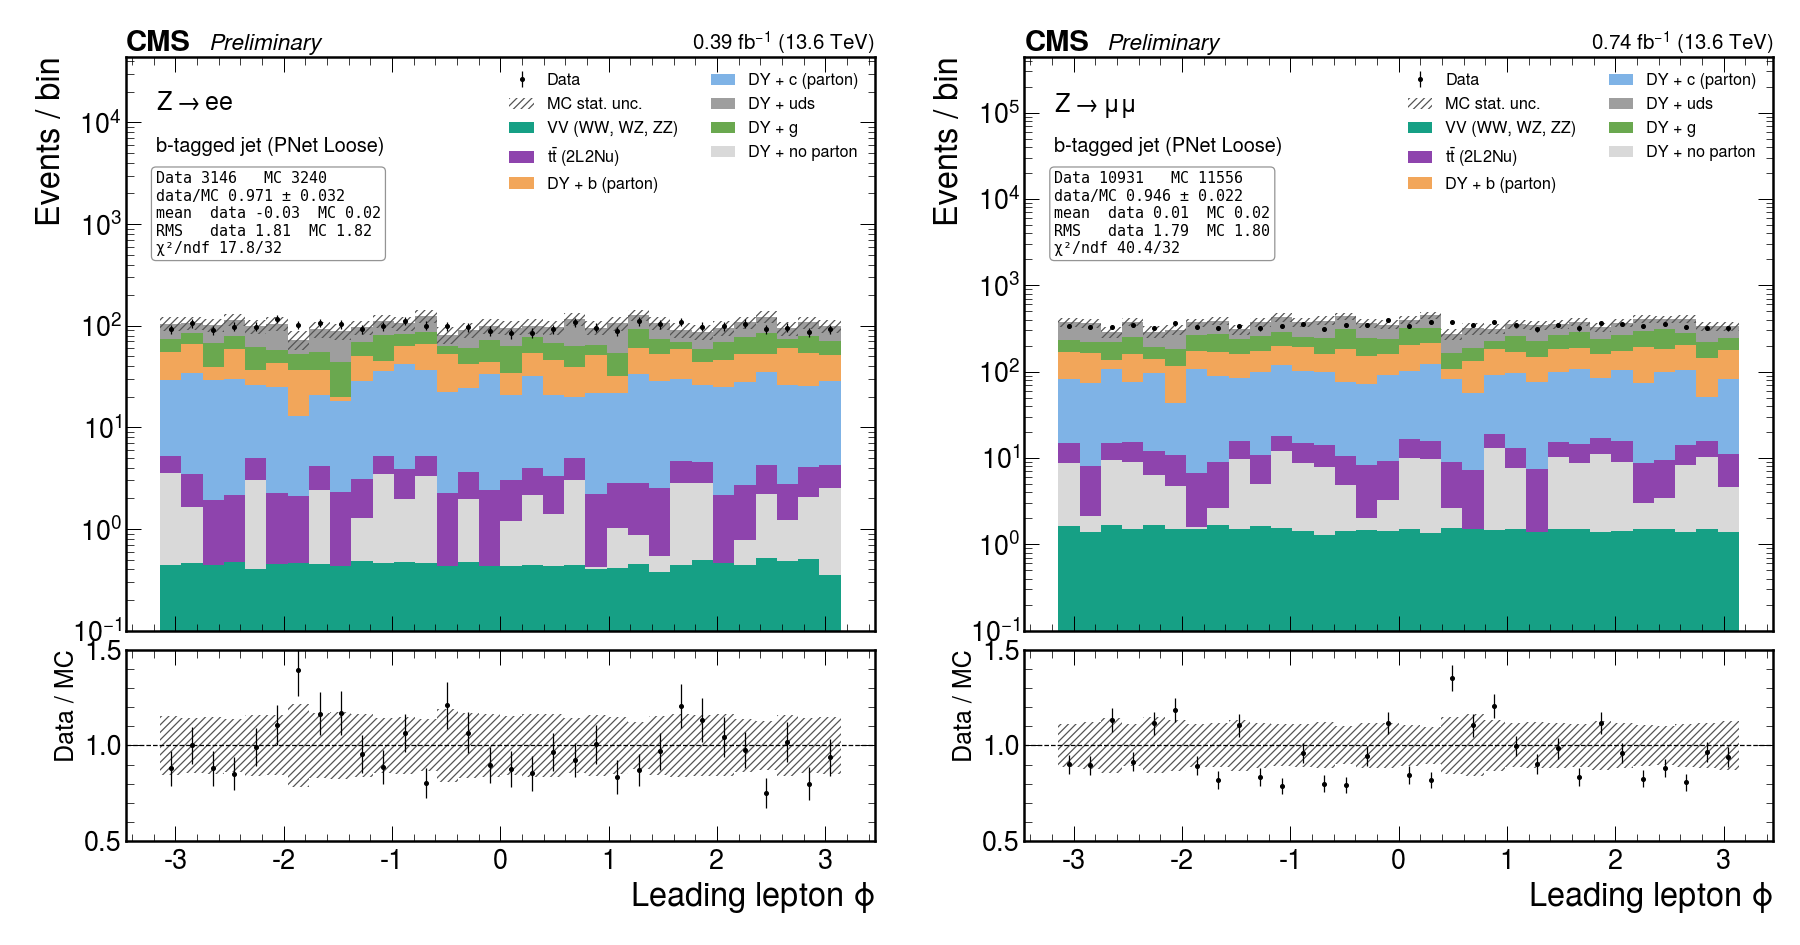 CMS Preliminary 0.39 fb⁻¹ (13.6 TeV)
Events / bin
Z → ee
b-tagged jet (PNet Loose)
Data 3146   MC 3240
data/MC 0.971 ± 0.032
mean  data -0.03  MC 0.02
RMS   data 1.81  MC 1.82
χ²/ndf 17.8/32
Data
MC stat. unc.
VV (WW, WZ, ZZ)
tt̄ (2L2Nu)
DY + b (parton)
DY + c (parton)
DY + uds
DY + g
DY + no parton
10⁴
10³
10²
10¹
10⁰
10⁻¹
Data / MC
1.5
1.0
0.5
-3 -2 -1 0 1 2 3
Leading lepton ϕ
CMS Preliminary 0.74 fb⁻¹ (13.6 TeV)
Events / bin
Z → μμ
b-tagged jet (PNet Loose)
Data 10931   MC 11556
data/MC 0.946 ± 0.022
mean  data 0.01  MC 0.02
RMS   data 1.79  MC 1.80
χ²/ndf 40.4/32
Data
MC stat. unc.
VV (WW, WZ, ZZ)
tt̄ (2L2Nu)
DY + b (parton)
DY + c (parton)
DY + uds
DY + g
DY + no parton
10⁵
10⁴
10³
10²
10¹
10⁰
10⁻¹
Data / MC
1.5
1.0
0.5
-3 -2 -1 0 1 2 3
Leading lepton ϕ